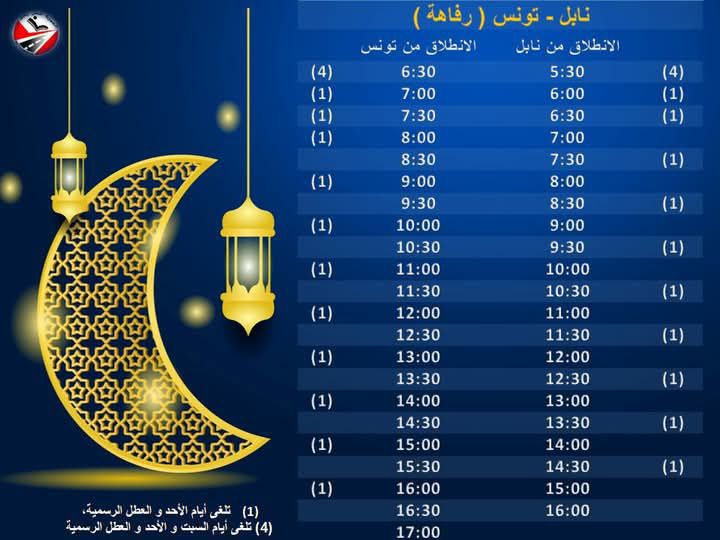 نابل - تونس ( رفاهة )
الانطلاق من نابل الانطلاق من تونس
(4) 5:30 6:30 (4)
(1) 6:00 7:00 (1)
(1) 6:30 7:30 (1)
7:00 8:00 (1)
(1) 7:30 8:30
8:00 9:00 (1)
(1) 8:30 9:30
9:00 10:00 (1)
(1) 9:30 10:30
10:00 11:00 (1)
(1) 10:30 11:30
11:00 12:00 (1)
(1) 11:30 12:30
12:00 13:00 (1)
(1) 12:30 13:30
13:00 14:00 (1)
(1) 13:30 14:30
14:00 15:00 (1)
(1) 14:30 15:30
15:00 16:00 (1)
16:00 16:30
17:00
(1) تلغى أيام الأحد و العطل الرسمية،
(4) تلغى أيام السبت و الأحد و العطل الرسمية